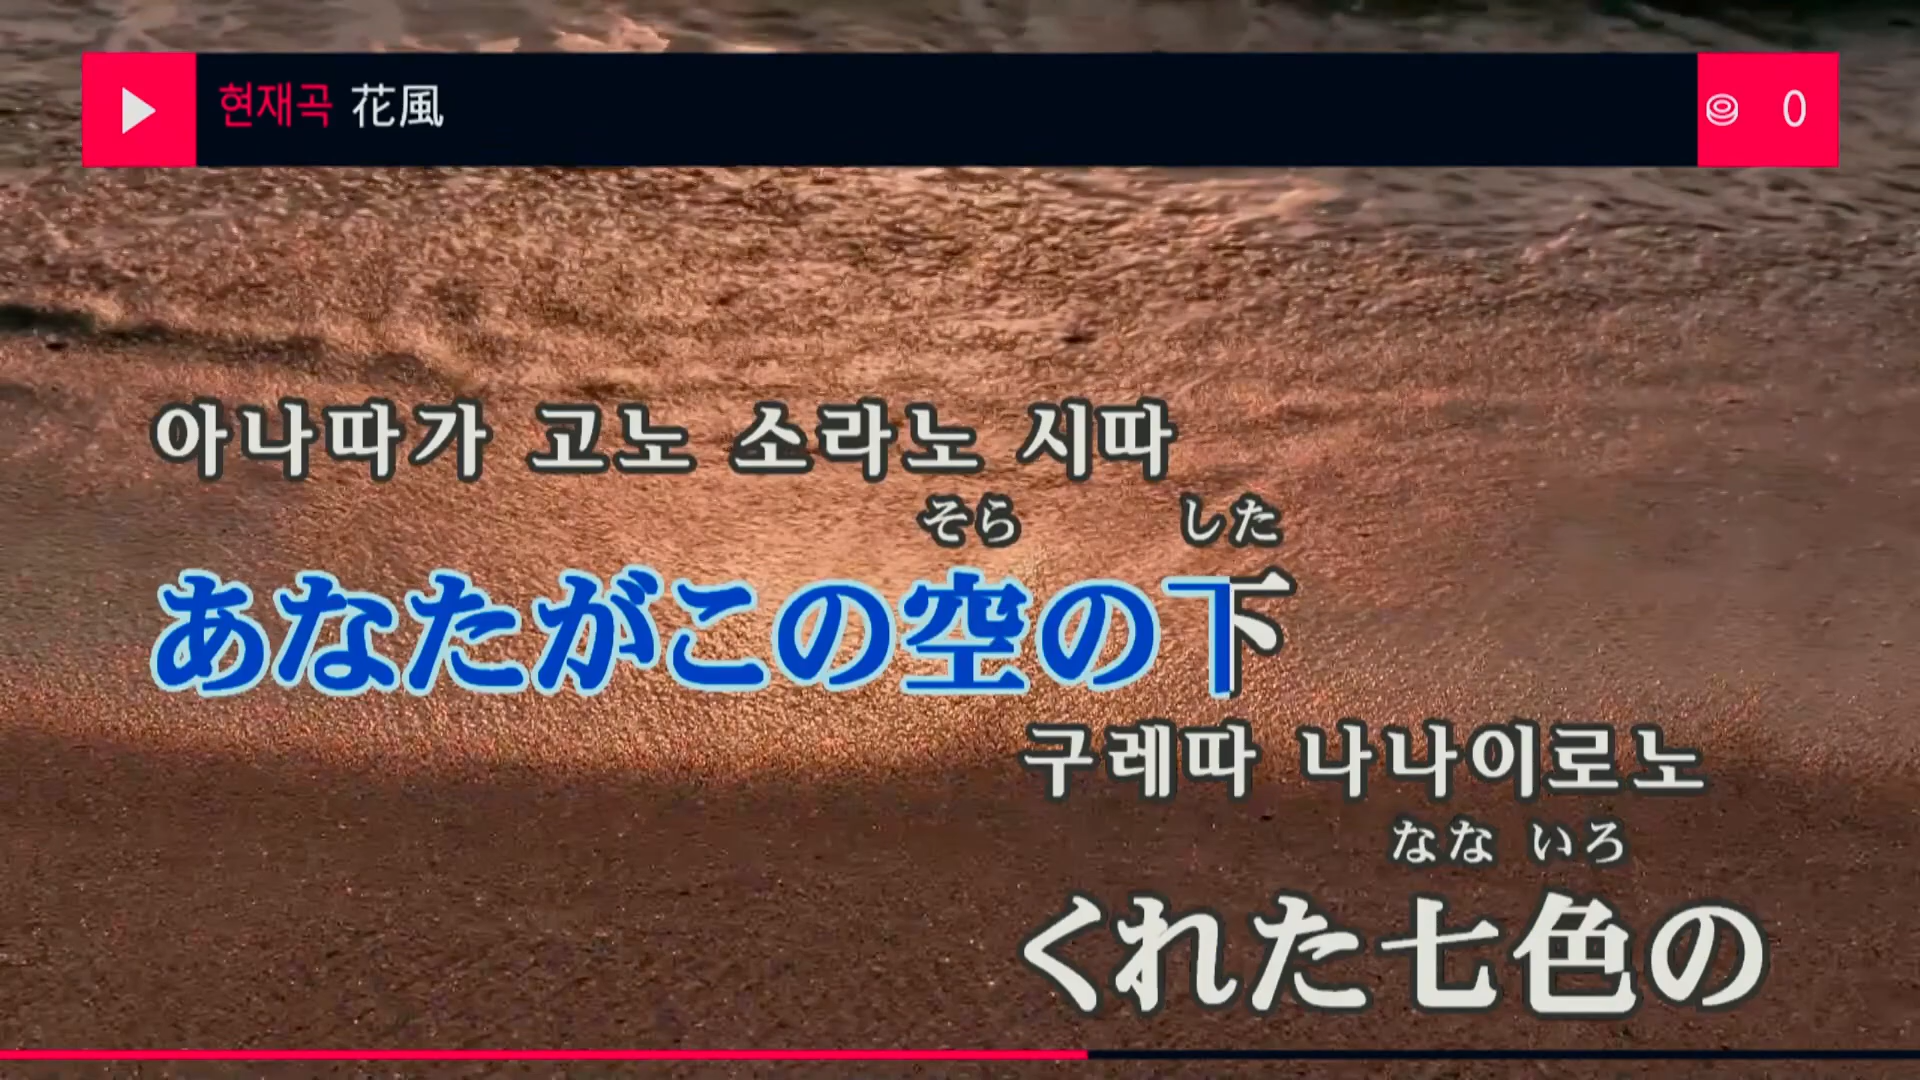 현재곡 花風
0
아나따가 고노 소라노 시따
そら した
あなたがこの空の下
구레따 나나이로노
なな いろ
くれた七色の